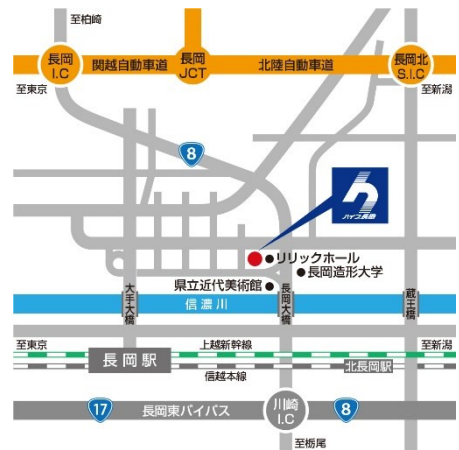 至柏崎
長岡
I.C
関越自動車道
長岡
JCT
北陸自動車道
長岡北
S.I.C
至東京
至新潟
8
ハイブ長岡
リリックホール
長岡造形大学
県立近代美術館
大手大橋
長岡大橋
蔵王橋
信濃川
至東京
上越新幹線
至新潟
長岡駅
信越本線
北長岡駅
17
長岡東バイパス
川崎
I.C
8
至栃尾